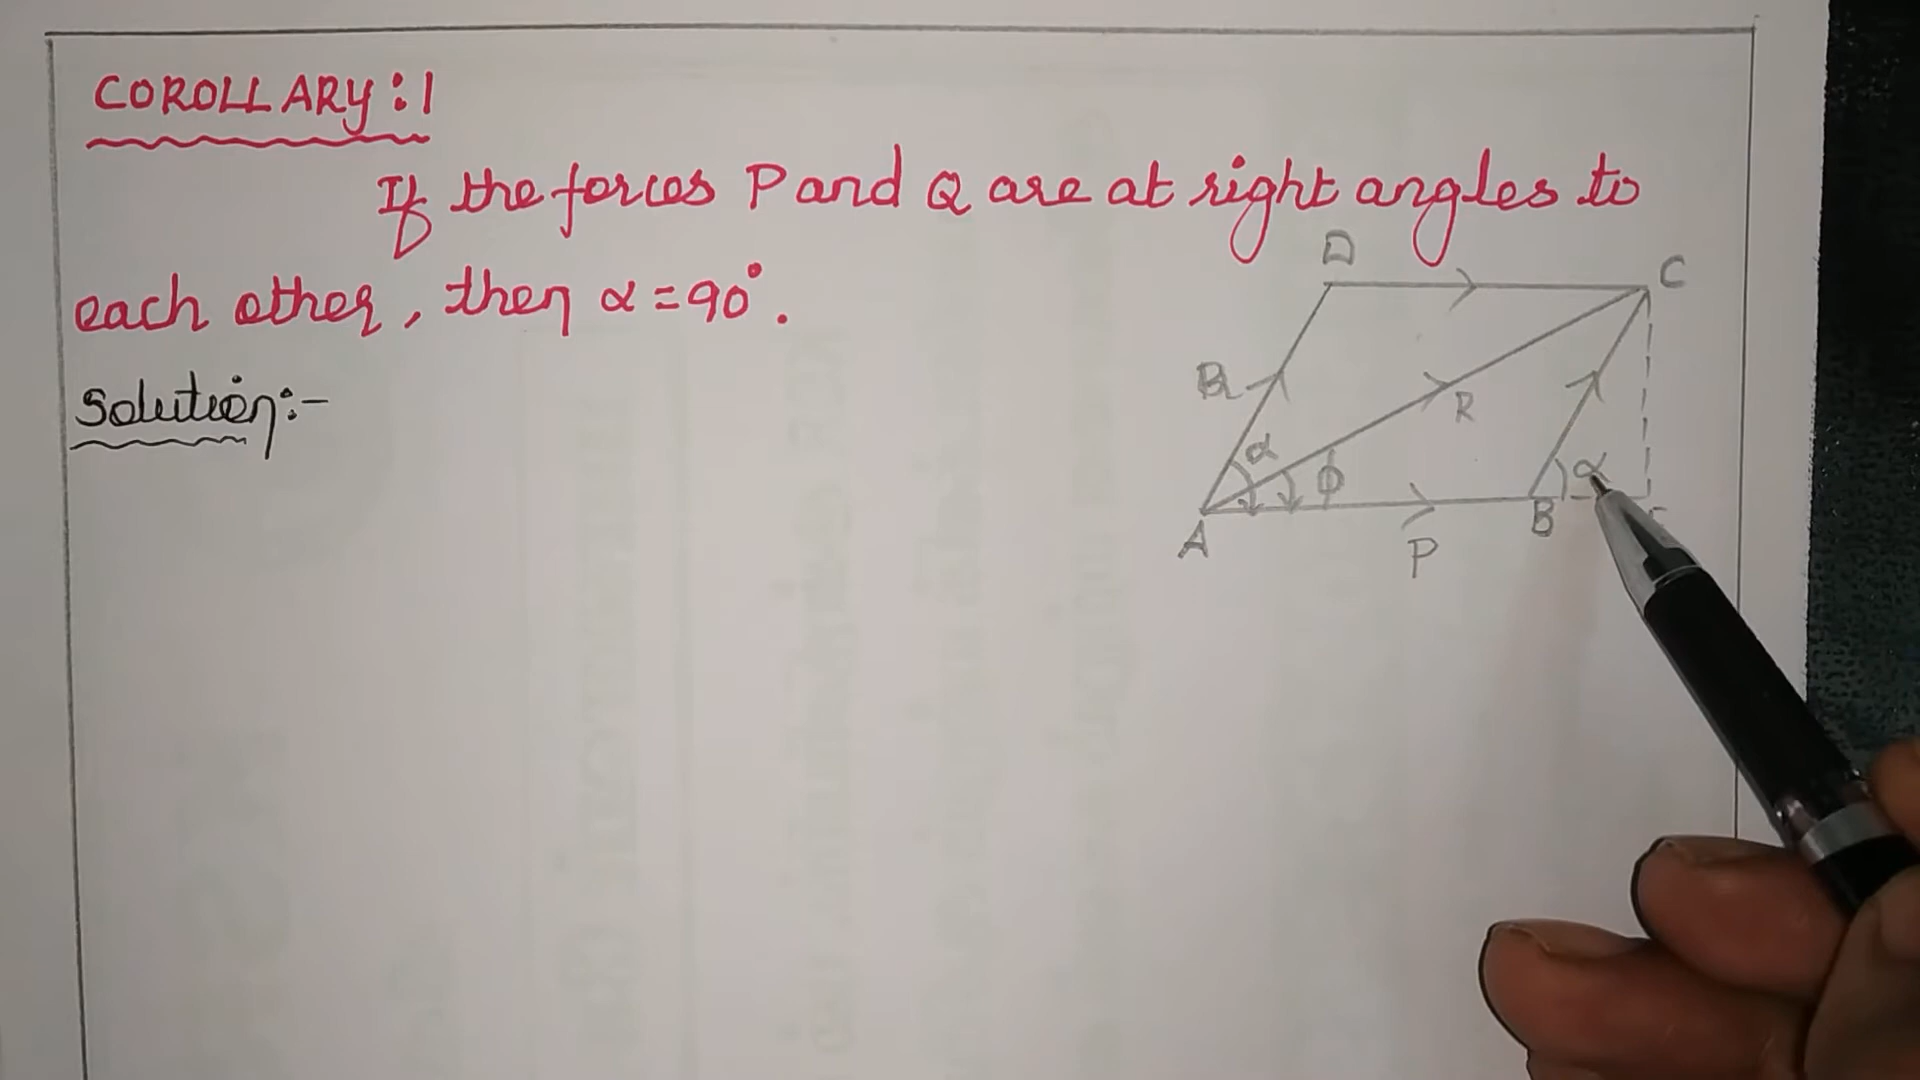 COROLLARY:1
If the forces P and Q are at right angles to
each other, then α=90°.
Solution:-
D
C
Q
R
α
φ
α
A
P
B